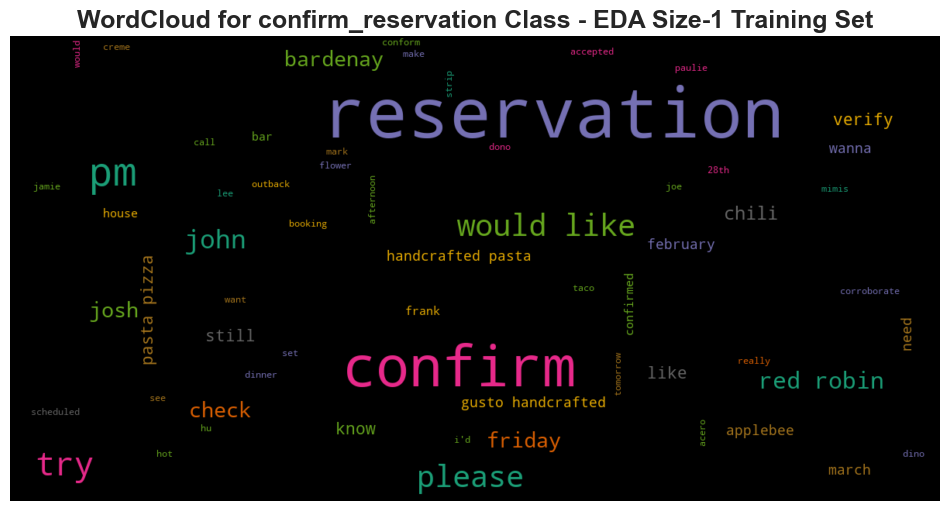 WordCloud for confirm_reservation Class - EDA Size-1 Training Set
would
creme
conform
make
accepted
paulie
bardenay
strip
reservation
verify
call
bar
mark
dono
wanna
flower
pm
28th
jamie
lee
outback
afternoon
joe
mimis
house
booking
chili
would like
john
february
handcrafted pasta
pasta pizza
taco
corroborate
josh
want
frank
confirmed
still
need
set
confirm
tomorrow
really
dinner
like
red robin
see
gusto handcrafted
scheduled
check
hu
know
i'd
friday
acero
applebee
hot
dino
try
please
march